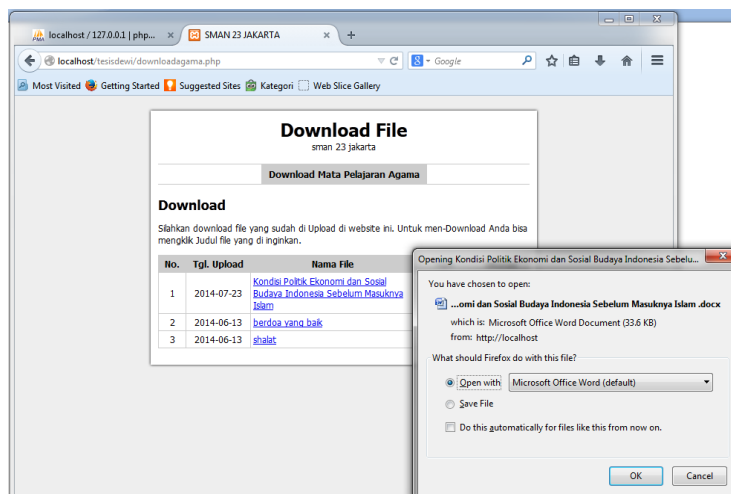 localhost / 127.0.0.1 | php...
SMAN 23 JAKARTA
localhost/tesisdewi/downloadagama.php
Google
Most Visited Getting Started Suggested Sites Kategori Web Slice Gallery
Download File
sman 23 jakarta
Download Mata Pelajaran Agama
Download
Silahkan download file yang sudah di Upload di website ini. Untuk men-Download Anda bisa
mengklik Judul file yang di inginkan.
No. Tgl. Upload Nama File
1 2014-07-23 Kondisi Politik Ekonomi dan Sosial
Budaya Indonesia Sebelum Masuknya
Islam
2 2014-06-13 berdoa yang baik
3 2014-06-13 shalat
Opening Kondisi Politik Ekonomi dan Sosial Budaya Indonesia Sebelu...
You have chosen to open:
...omi dan Sosial Budaya Indonesia Sebelum Masuknya Islam .docx
which is: Microsoft Office Word Document (33.6 KB)
from: http://localhost
What should Firefox do with this file?
Open with Microsoft Office Word (default)
Save File
Do this automatically for files like this from now on.
OK Cancel